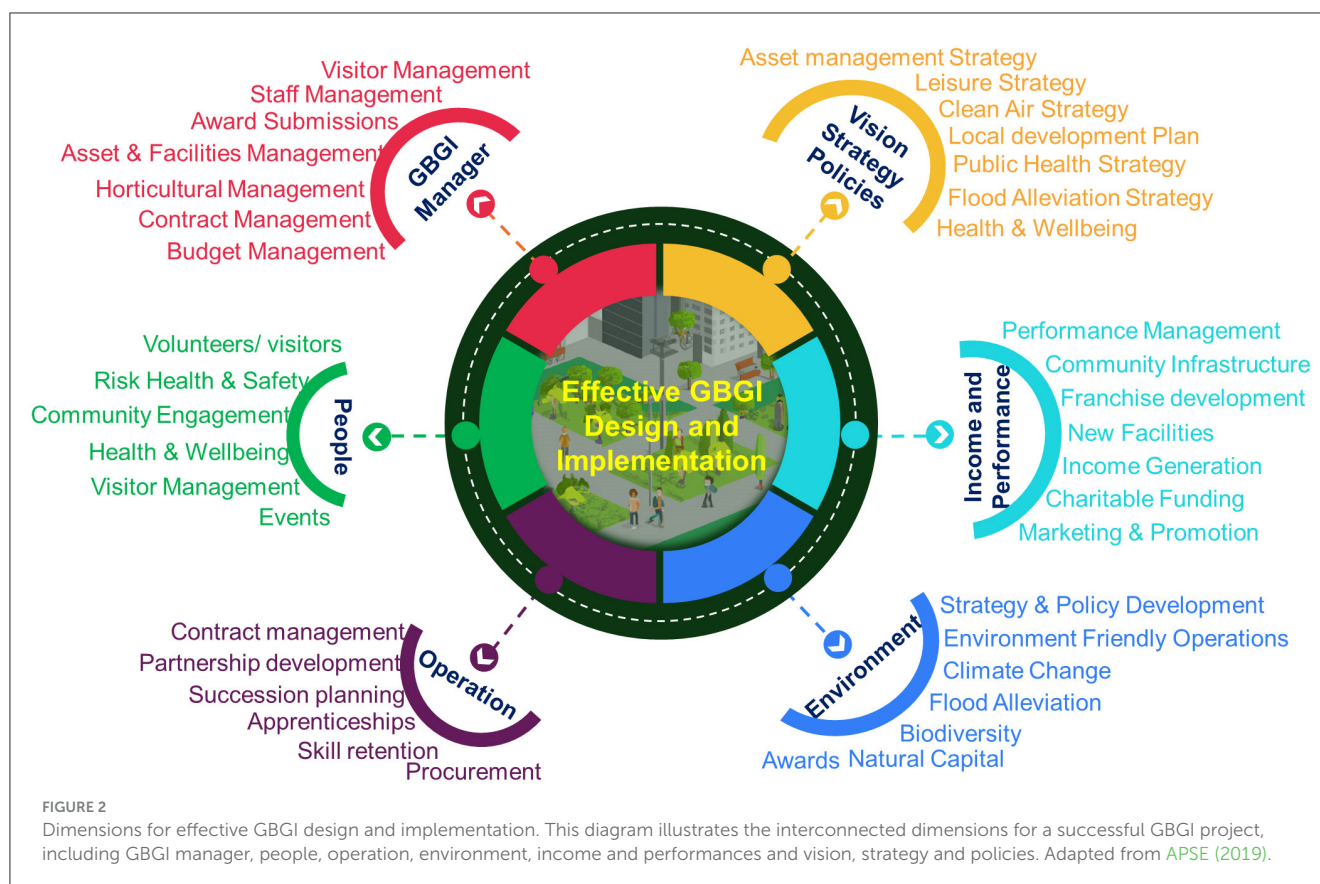 Visitor Management
Staff Management
Award Submissions
Asset & Facilities Management
Horticultural Management
Contract Management
Budget Management
GBGI
Manager
Asset management Strategy
Leisure Strategy
Clean Air Strategy
Local development Plan
Public Health Strategy
Flood Alleviation Strategy
Health & Wellbeing
Vision
Strategy
Policies
Volunteers/ visitors
Risk Health & Safety
Community Engagement
Health & Wellbeing
Visitor Management
Events
People
Effective GBGI
Design and
Implementation
Performance Management
Community Infrastructure
Franchise development
New Facilities
Income Generation
Charitable Funding
Marketing & Promotion
Income and
Performance
Contract management
Partnership development
Succession planning
Apprenticeships
Skill retention
Procurement
Operation
Strategy & Policy Development
Environment Friendly Operations
Climate Change
Flood Alleviation
Biodiversity
Awards Natural Capital
Environment
FIGURE 2
Dimensions for effective GBGI design and implementation. This diagram illustrates the interconnected dimensions for a successful GBGI project,
including GBGI manager, people, operation, environment, income and performances and vision, strategy and policies. Adapted from APSE (2019).